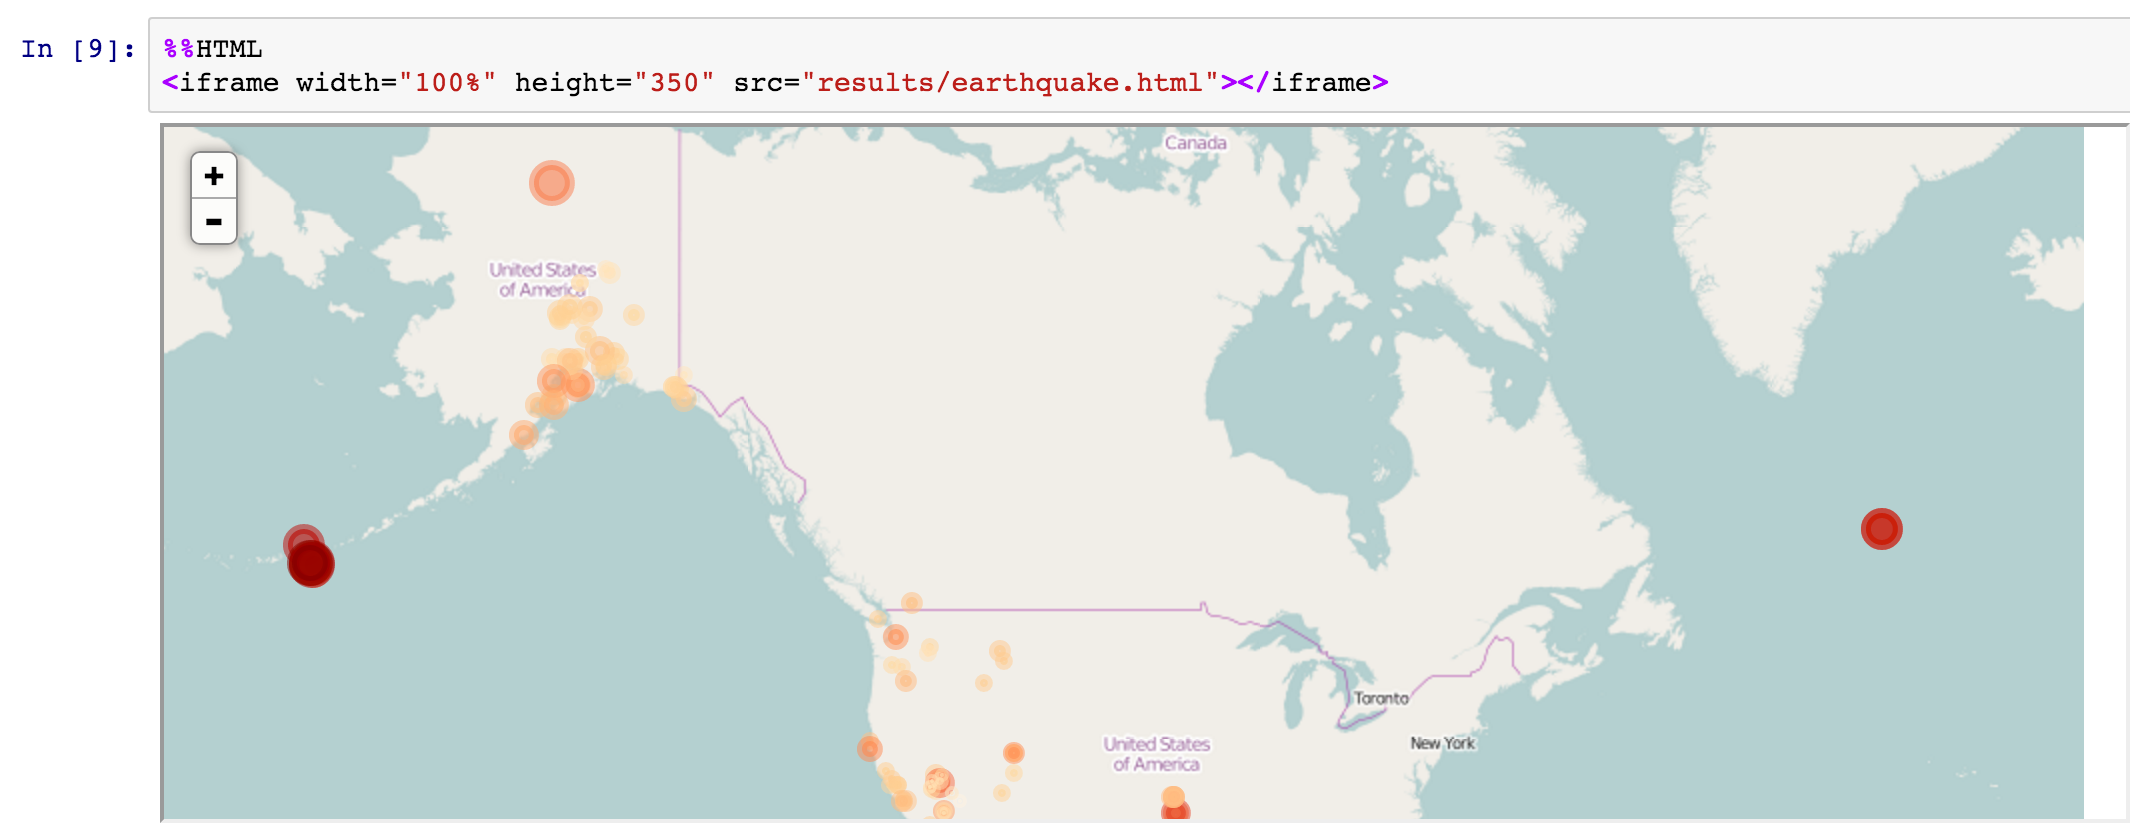 In [9]: %%HTML
<iframe width="100%" height="350" src="results/earthquake.html"></iframe>
Canada
+
-
United States
of America
Toronto
New York
United States
of America